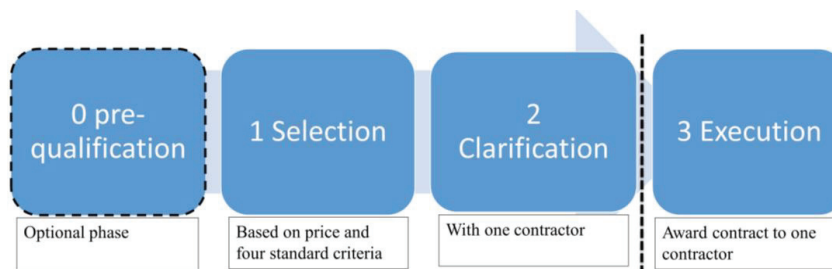 0 pre-
qualification
1 Selection
2
Clarification
3 Execution
Optional phase
Based on price and
four standard criteria
With one contractor
Award contract to one
contractor